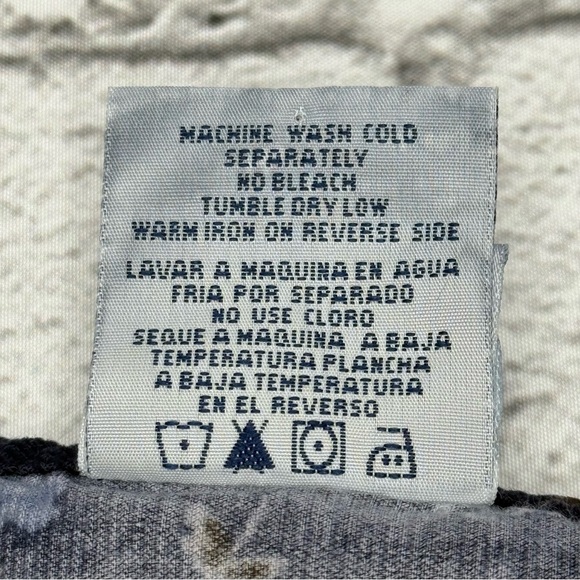 MACHINE WASH COLD
SEPARATELY
NO BLEACH
TUMBLE DRY LOW
WARM IRON ON REVERSE SIDE
LAVAR A MAQUINA EN AGUA
FRIA POR SEPARADO
NO USE CLORO
SEQUE A MAQUINA A BAJA
TEMPERATURA PLANCHA
A BAJA TEMPERATURA
EN EL REVERSO